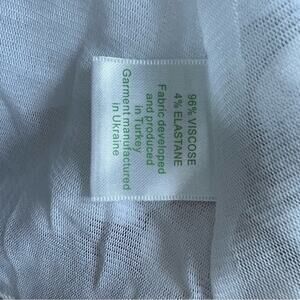 96% VISCOSE
4% ELASTANE
Fabric developed
and produced
in Turkey
Garment manufactured
in Ukraine